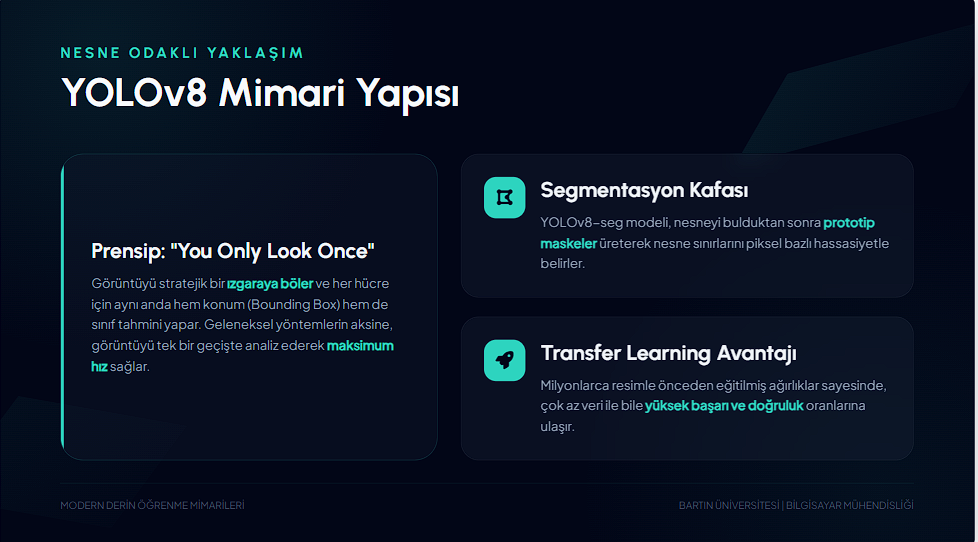 NESNE ODAKLI YAKLAŞIM
YOLOv8 Mimari Yapısı
Prensip: "You Only Look Once"
Görüntüyü stratejik bir ızgaraya böler ve her hücre
için aynı anda hem konum (Bounding Box) hem de
sınıf tahmini yapar. Geleneksel yöntemlerin aksine,
görüntüyü tek bir geçişte analiz ederek maksimum
hız sağlar.
Segmentasyon Kafası
YOLOv8-seg modeli, nesneyi bulduktan sonra prototip
maskeler üreterek nesne sınırlarını piksel bazlı hassasiyetle
belirler.
Transfer Learning Avantajı
Milyonlarca resimle önceden eğitilmiş ağırlıklar sayesinde,
çok az veri ile bile yüksek başarı ve doğruluk oranlarına
ulaşır.
MODERN DERİN ÖĞRENME MİMARİLERİ
BARTIN ÜNİVERSİTESİ | BİLGİSAYAR MÜHENDİSLİĞİ